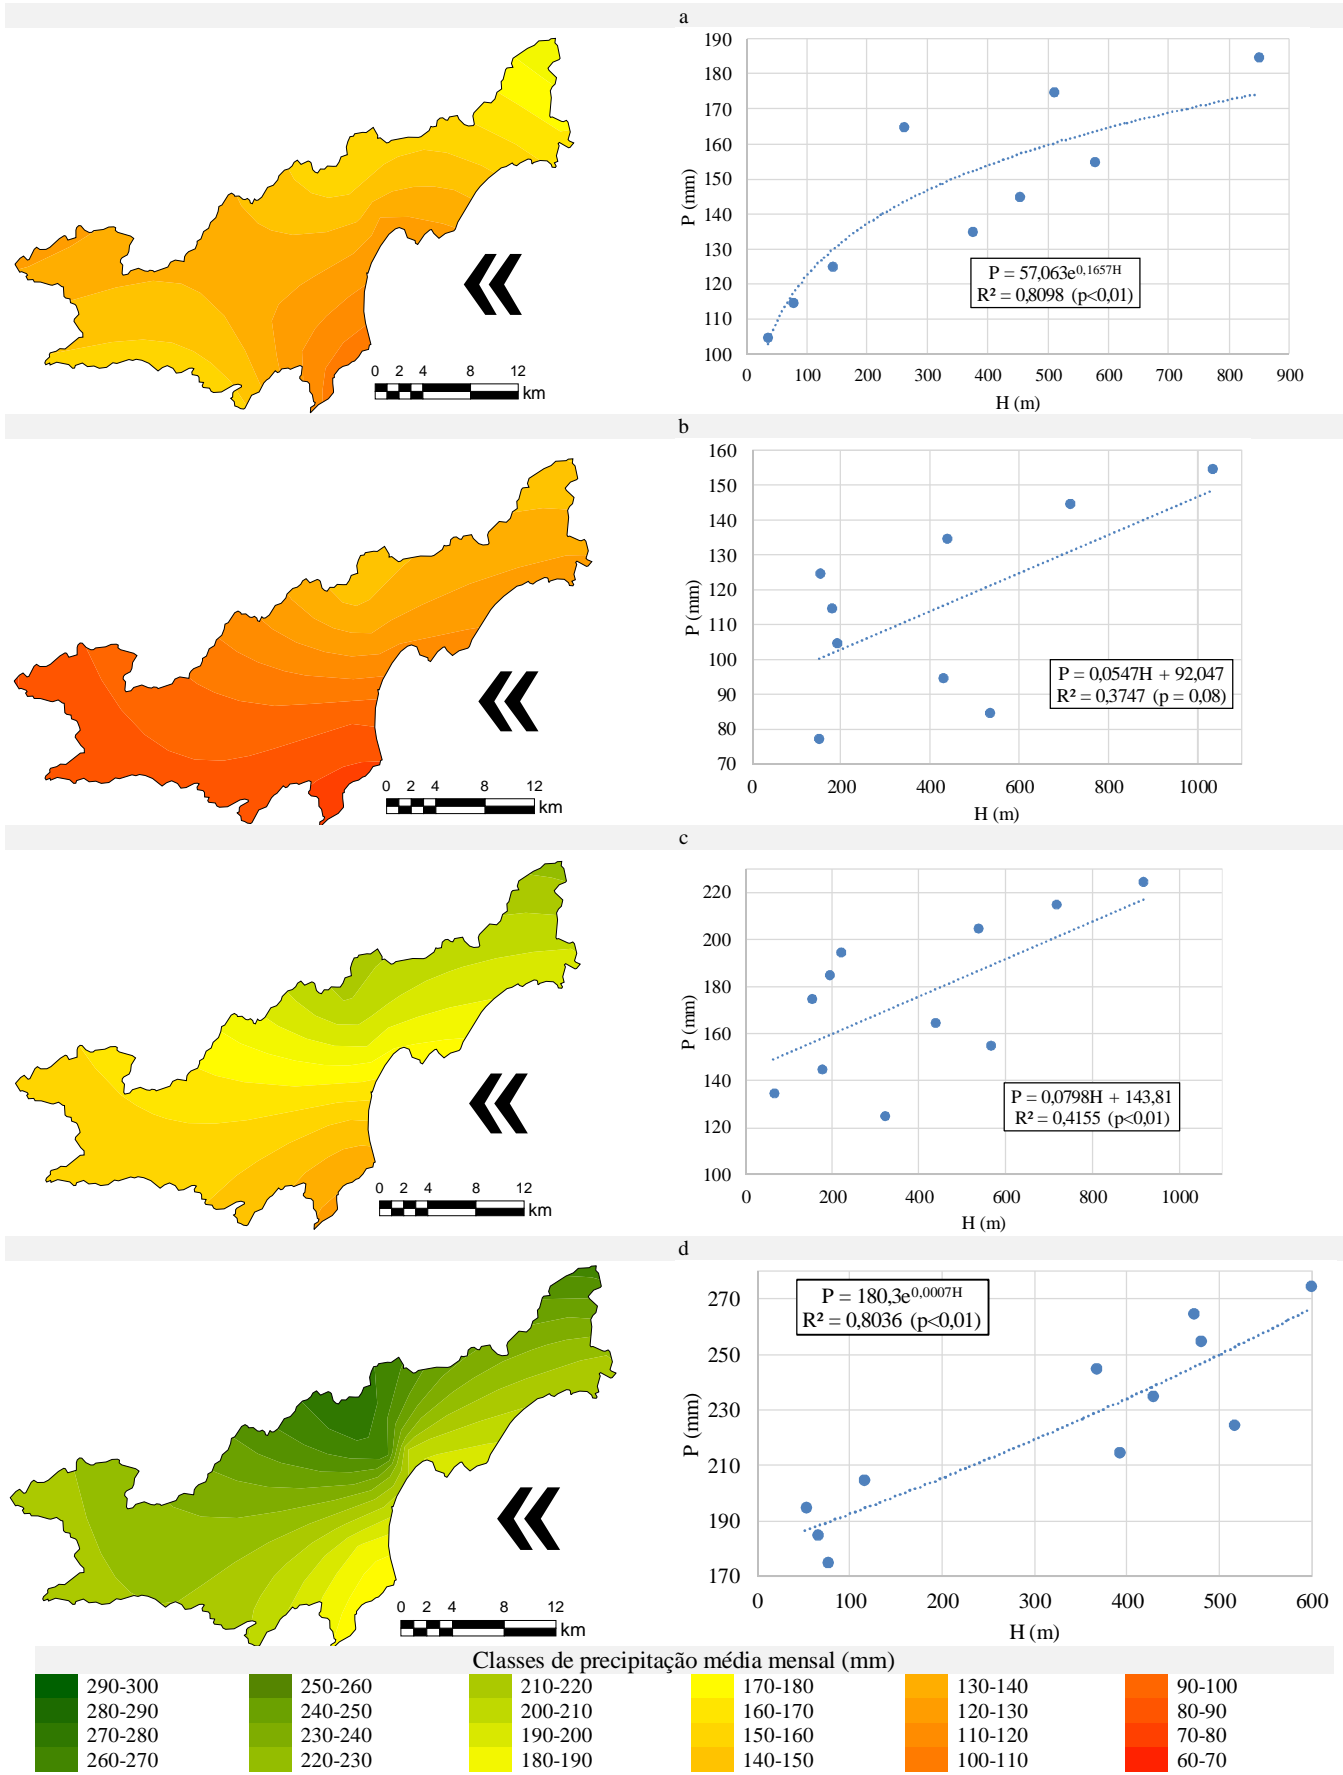 a
0 2 4 8 12
km
190
180
170
160
150
140
130
120
110
100
P (mm)
P = 57,063e^0,1657H
R² = 0,8098 (p<0,01)
0 100 200 300 400 500 600 700 800 900
H (m)
b
0 2 4 8 12
km
160
150
140
130
120
110
100
90
80
70
P (mm)
P = 0,0547H + 92,047
R² = 0,3747 (p = 0,08)
0 200 400 600 800 1000
H (m)
c
0 2 4 8 12
km
220
200
180
160
140
120
100
P (mm)
P = 0,0798H + 143,81
R² = 0,4155 (p<0,01)
0 200 400 600 800 1000
H (m)
d
0 2 4 8 12
km
P = 180,3e^0,0007H
R² = 0,8036 (p<0,01)
270
250
230
210
190
170
P (mm)
0 100 200 300 400 500 600
H (m)
Classes de precipitação média mensal (mm)
290-300 250-260 210-220 170-180 130-140 90-100
280-290 240-250 200-210 160-170 120-130 80-90
270-280 230-240 190-200 150-160 110-120 70-80
260-270 220-230 180-190 140-150 100-110 60-70